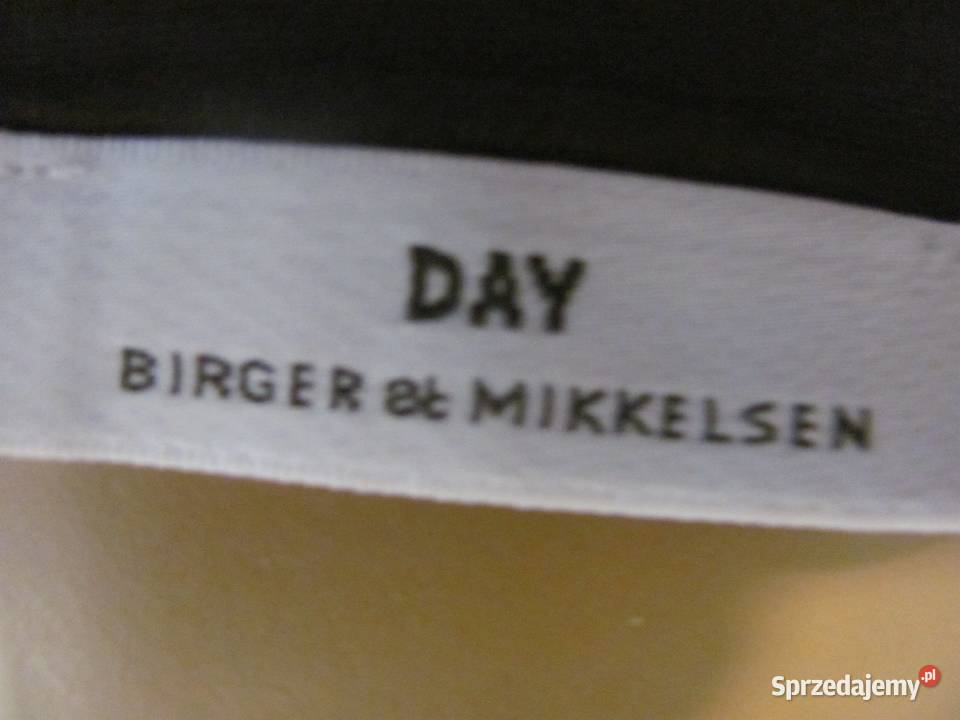 DAY
BIRGER et MIKKELSEN
Sprzedajemy.pl